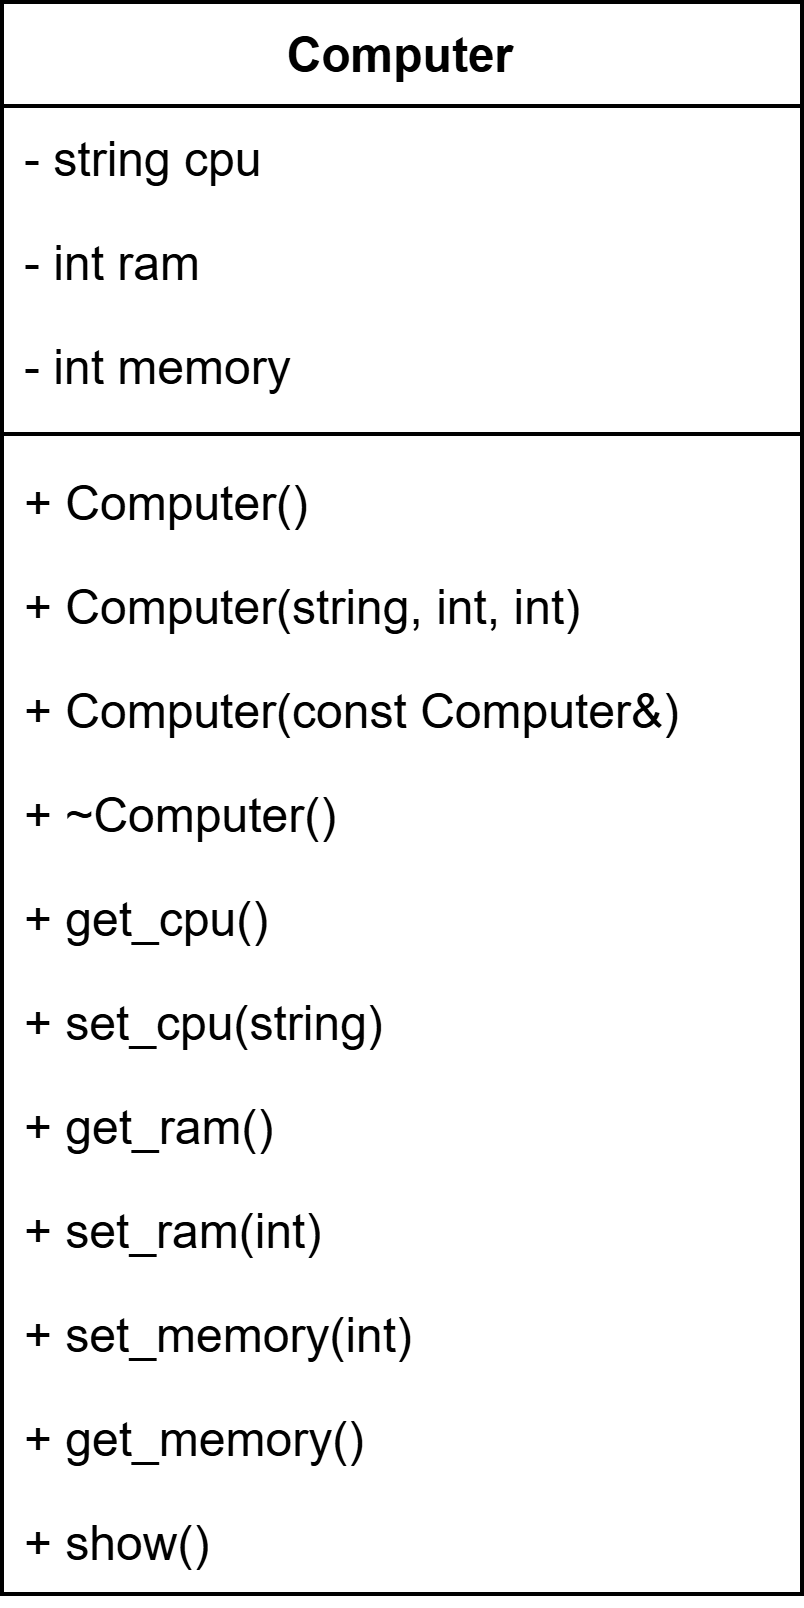 Computer
- string cpu
- int ram
- int memory
+ Computer()
+ Computer(string, int, int)
+ Computer(const Computer&)
+ ~Computer()
+ get_cpu()
+ set_cpu(string)
+ get_ram()
+ set_ram(int)
+ set_memory(int)
+ get_memory()
+ show()